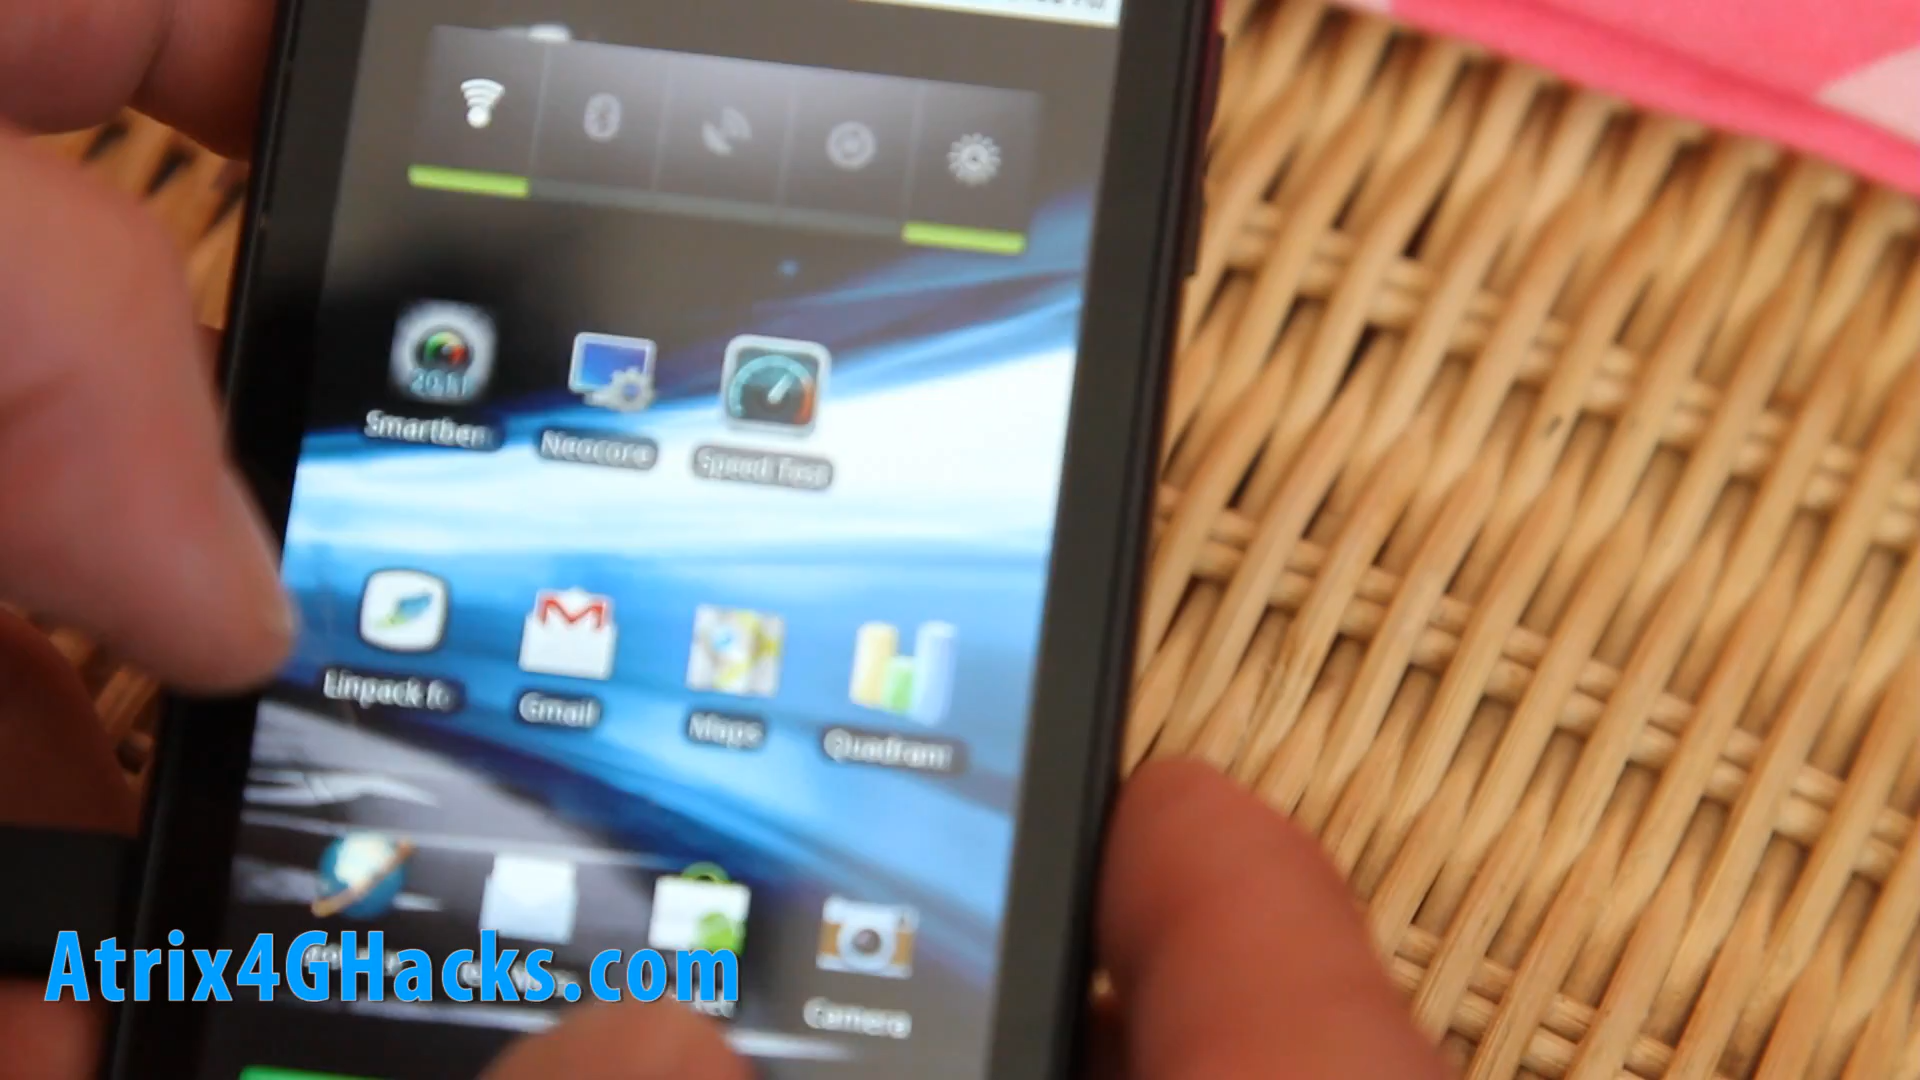 Smartben
Neocore
Speed Test
Linpack fo
Gmail
Maps
Quadrant
Camera
Atrix4GHacks.com